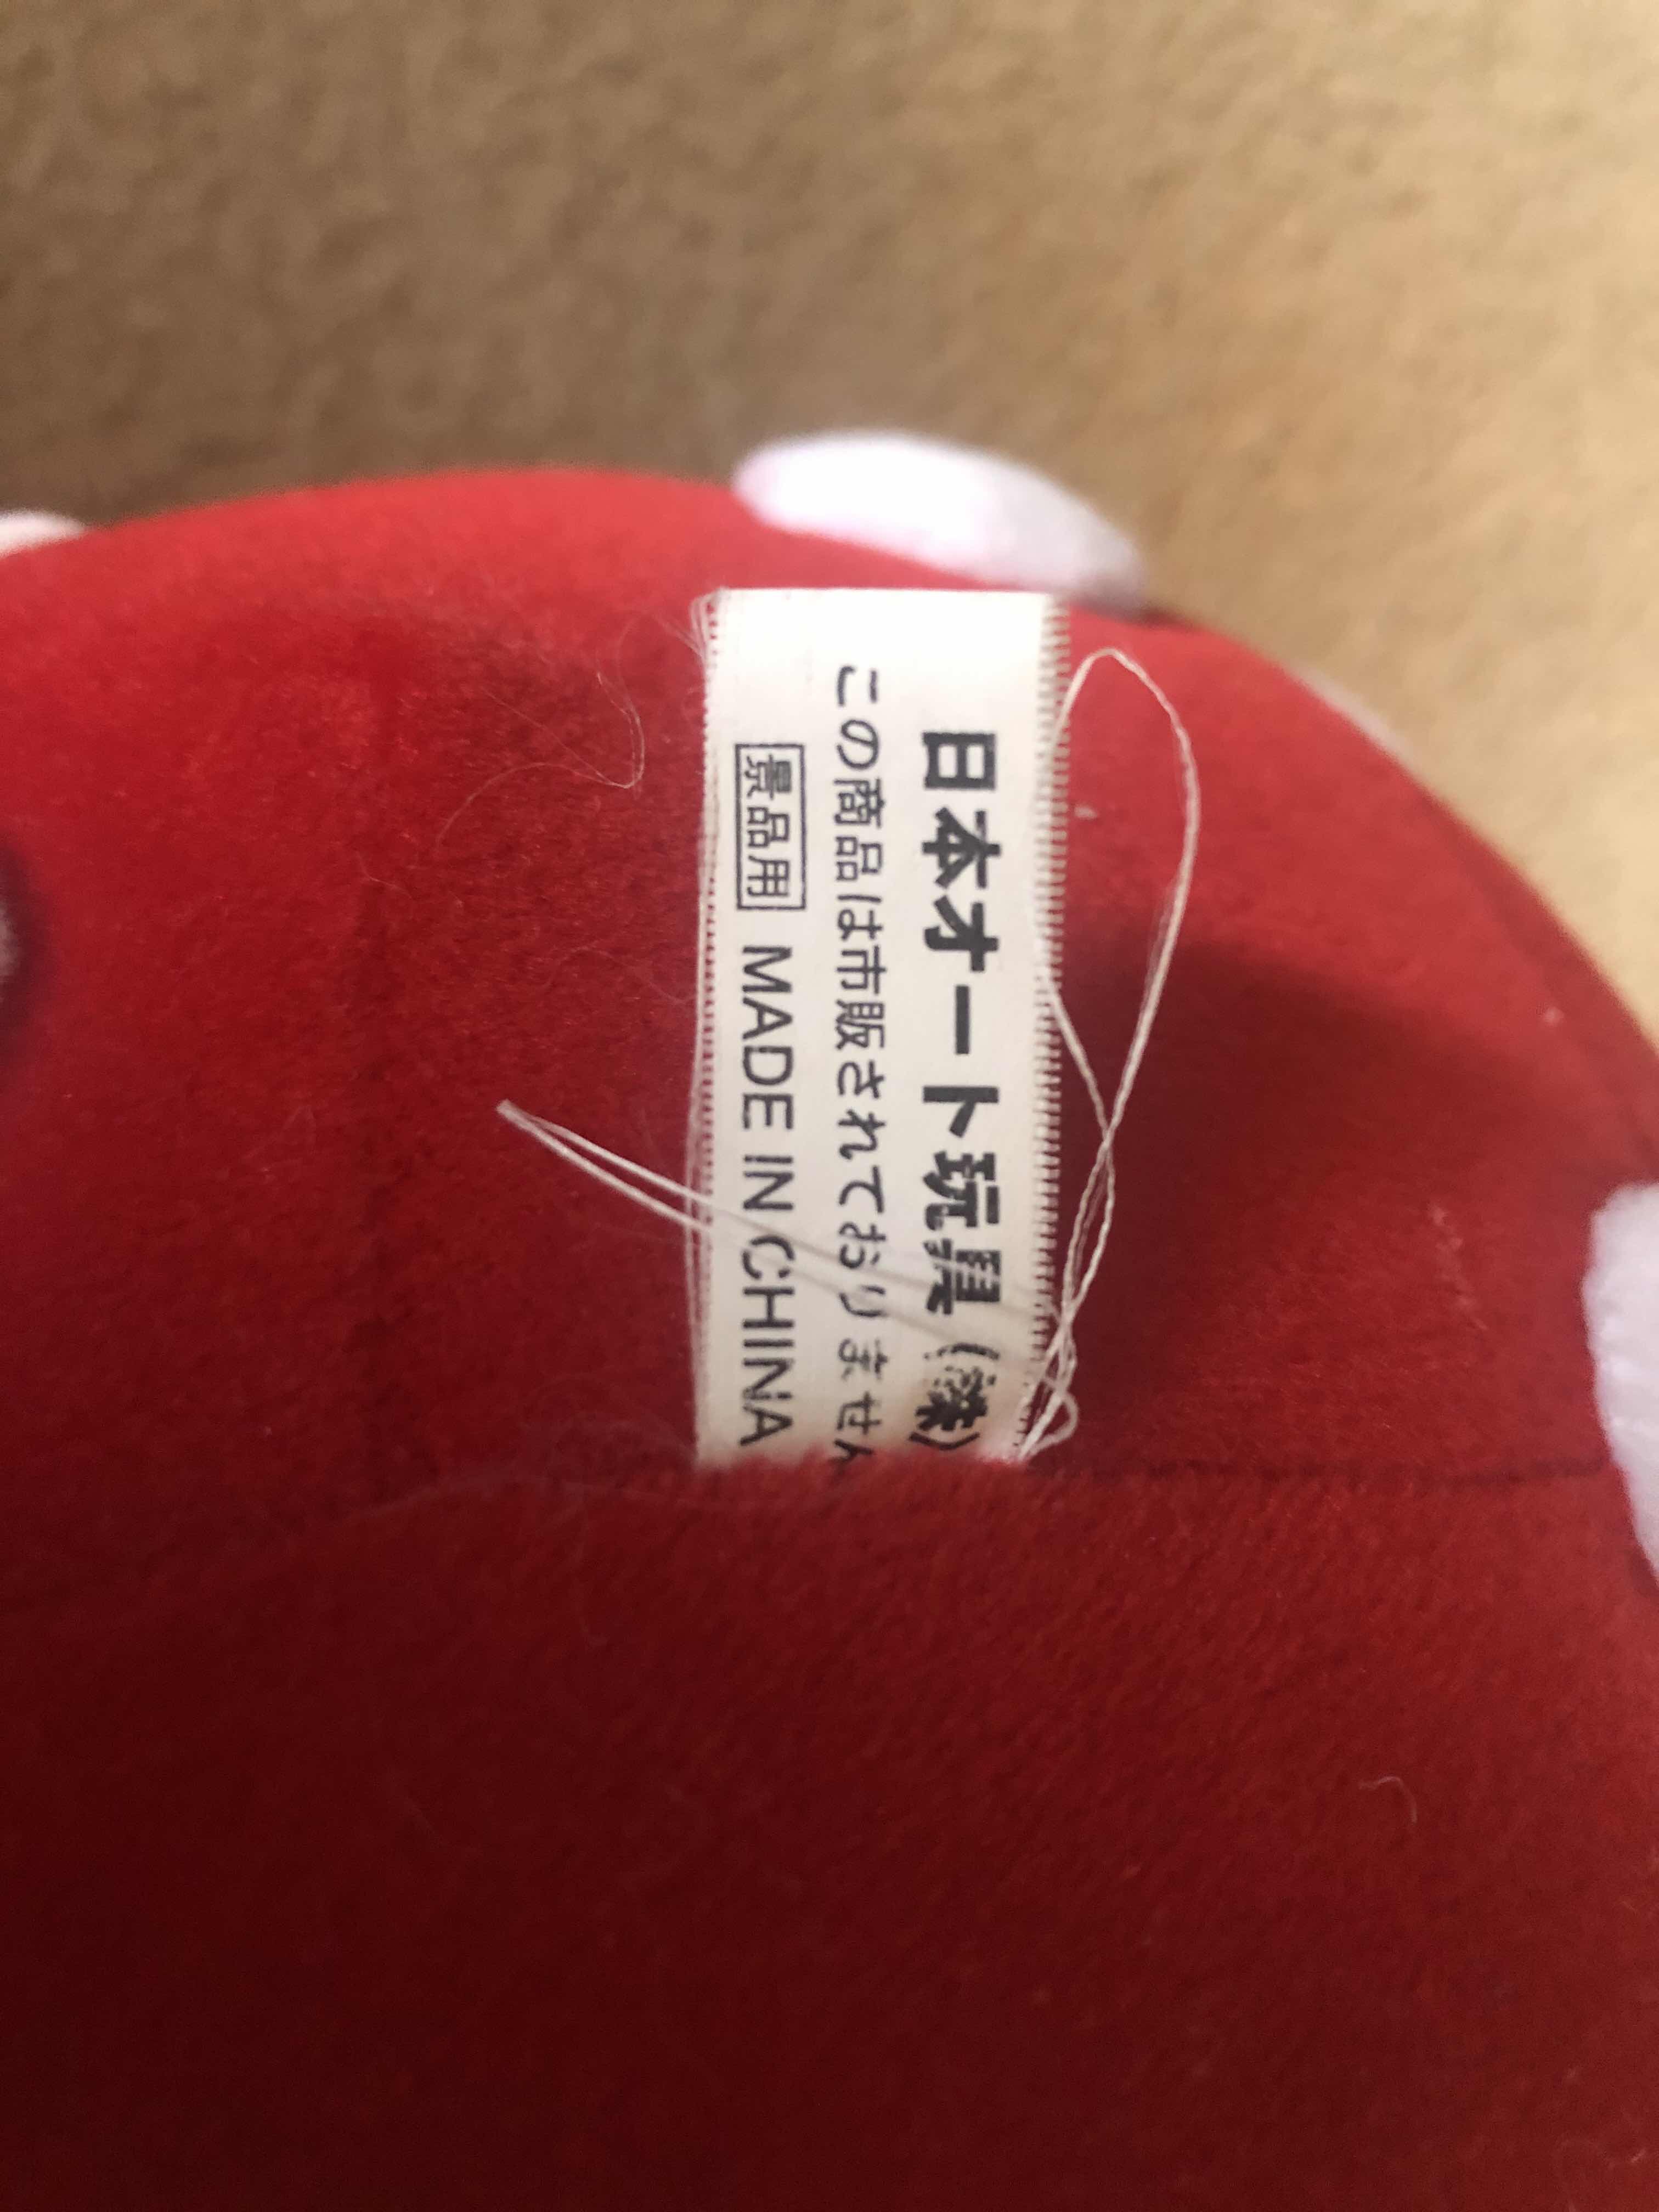 日本オート玩具(株)
この商品は市販されておりません
景品用 MADE IN CHINA